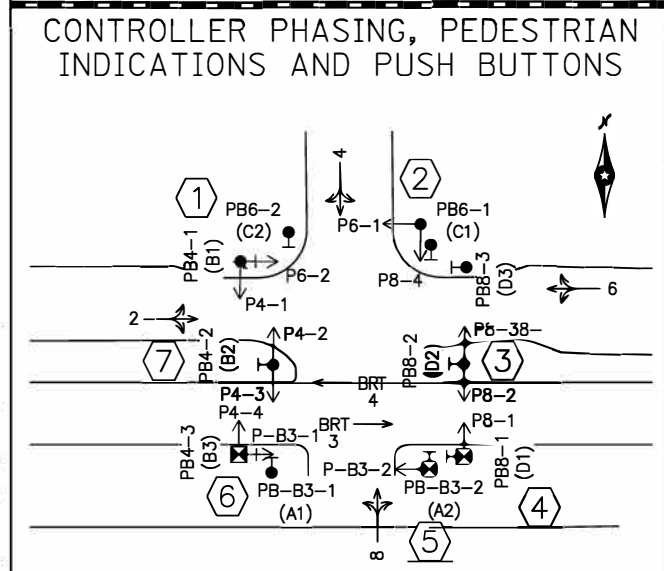 CONTROLLER PHASING, PEDESTRIAN
INDICATIONS AND PUSH BUTTONS
4
N
1
2
PB6-2
(C2)
P6-1
PB6-1
(C1)
PB4-1
(B1)
P6-2
P8-4
PB8-3
(D3)
P4-1
6
2
P4-2
P8-38-
7
PB4-2
(B2)
PB8-2
(D2)
3
P4-3
BRT
4
P8-2
P4-4
BRT
3
P8-1
P-B3-1
PB4-3
(B3)
P-B3-2
PB8-1
(D1)
6
PB-B3-1
(A1)
PB-B3-2
(A2)
4
8
5